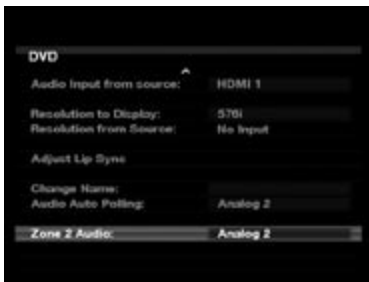 DVD
Audio Input from source: HDMI 1
Resolution to Display: 576i
Resolution from Source: No Input
Adjust Lip Sync
Change Name:
Audio Auto Polling: Analog 2
Zone 2 Audio: Analog 2